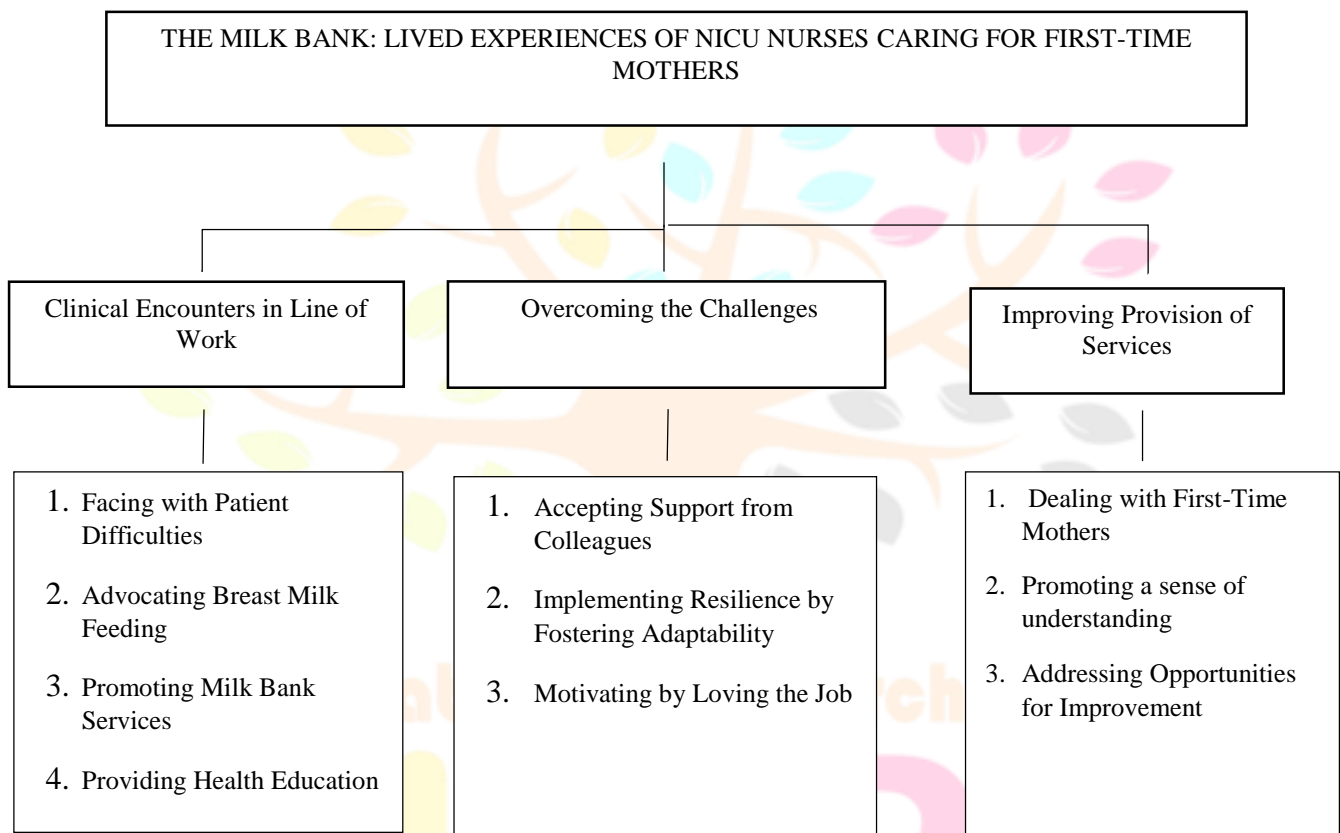 THE MILK BANK: LIVED EXPERIENCES OF NICU NURSES CARING FOR FIRST-TIME
MOTHERS
Clinical Encounters in Line of
Work
Overcoming the Challenges
Improving Provision of
Services
1. Facing with Patient
Difficulties
2. Advocating Breast Milk
Feeding
3. Promoting Milk Bank
Services
4. Providing Health Education
1. Accepting Support from
Colleagues
2. Implementing Resilience by
Fostering Adaptability
3. Motivating by Loving the Job
1. Dealing with First-Time
Mothers
2. Promoting a sense of
understanding
3. Addressing Opportunities
for Improvement